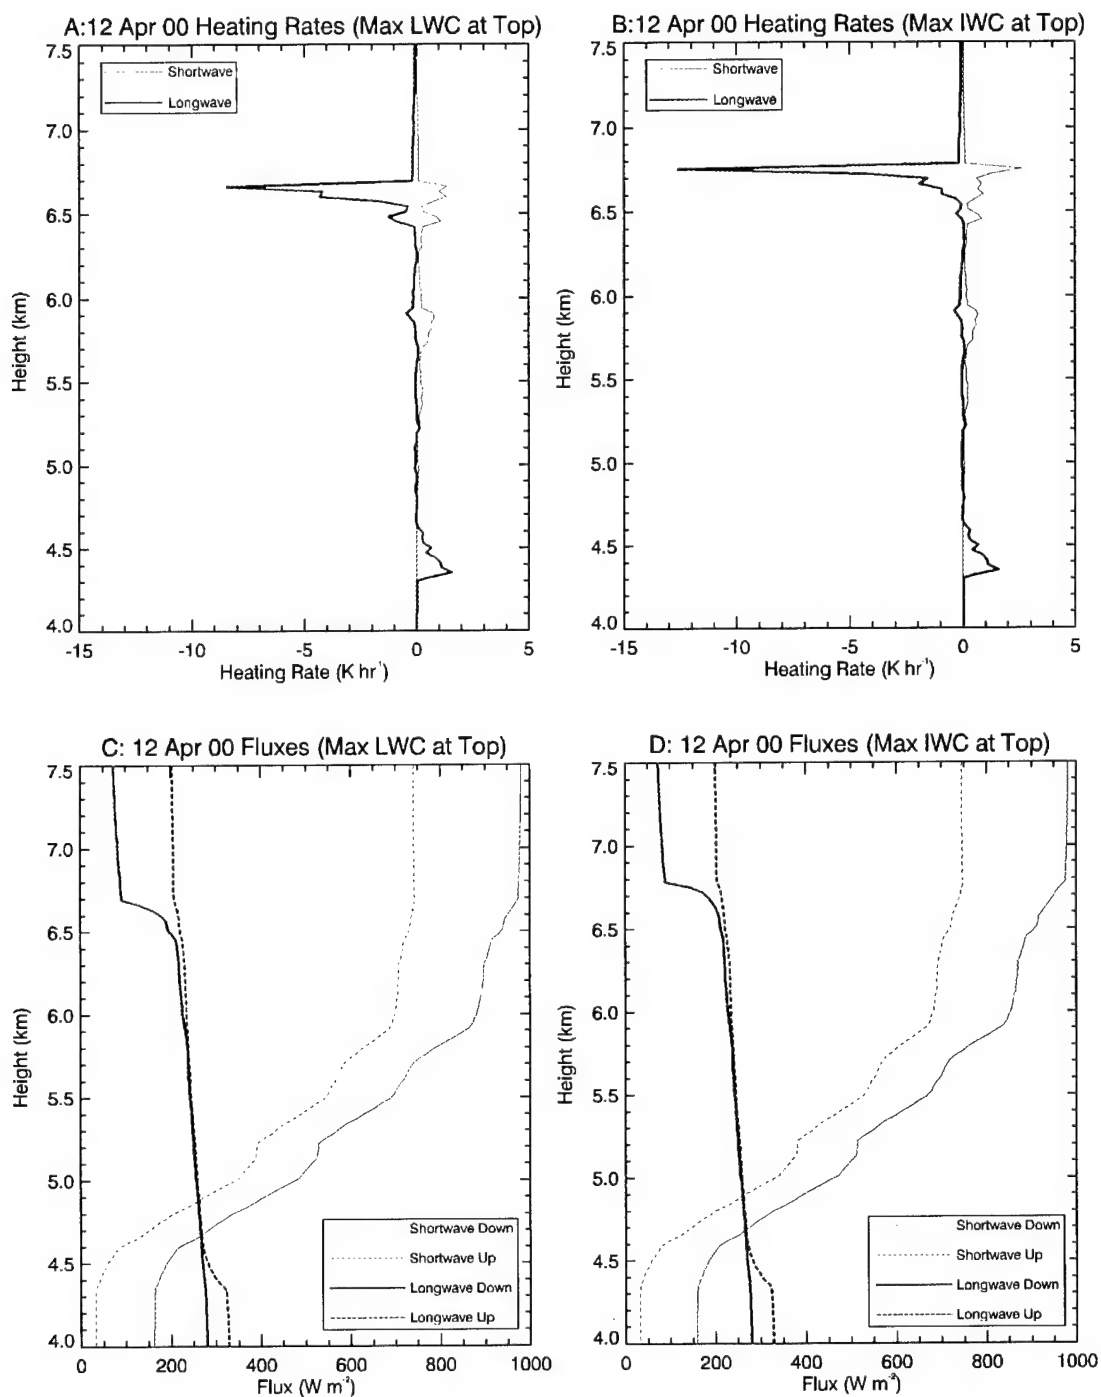 A:12 Apr 00 Heating Rates (Max LWC at Top)
7.5
7.0
6.5
6.0
5.5
5.0
4.5
4.0
Height (km)
Shortwave
Longwave
-15 -10 -5 0 5
Heating Rate (K hr-1)
B:12 Apr 00 Heating Rates (Max IWC at Top)
7.5
7.0
6.5
6.0
5.5
5.0
4.5
4.0
Height (km)
Shortwave
Longwave
-15 -10 -5 0 5
Heating Rate (K hr-1)
C: 12 Apr 00 Fluxes (Max LWC at Top)
7.5
7.0
6.5
6.0
5.5
5.0
4.5
4.0
Height (km)
Shortwave Down
Shortwave Up
Longwave Down
Longwave Up
0 200 400 600 800 1000
Flux (W m-2)
D: 12 Apr 00 Fluxes (Max IWC at Top)
7.5
7.0
6.5
6.0
5.5
5.0
4.5
4.0
Height (km)
Shortwave Down
Shortwave Up
Longwave Down
Longwave Up
0 200 400 600 800 1000
Flux (W m-2)